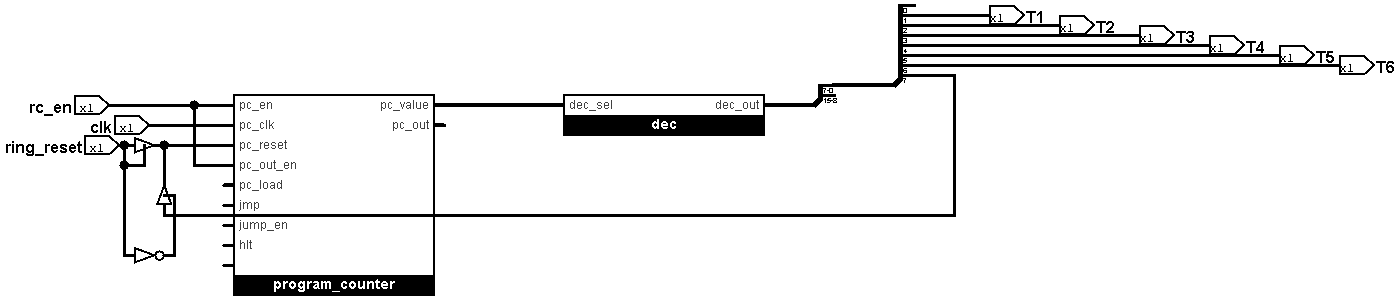 0
1
2
3
4
5
6
7
x1 T1
x1 T2
x1 T3
x1 T4
x1 T5
x1 T6
7-0
15-8
rc_en x1
clk x1
ring_reset x1
pc_en
pc_clk
pc_reset
pc_out_en
pc_load
jmp
jump_en
hlt
pc_value
pc_out
program_counter
dec_sel
dec_out
dec